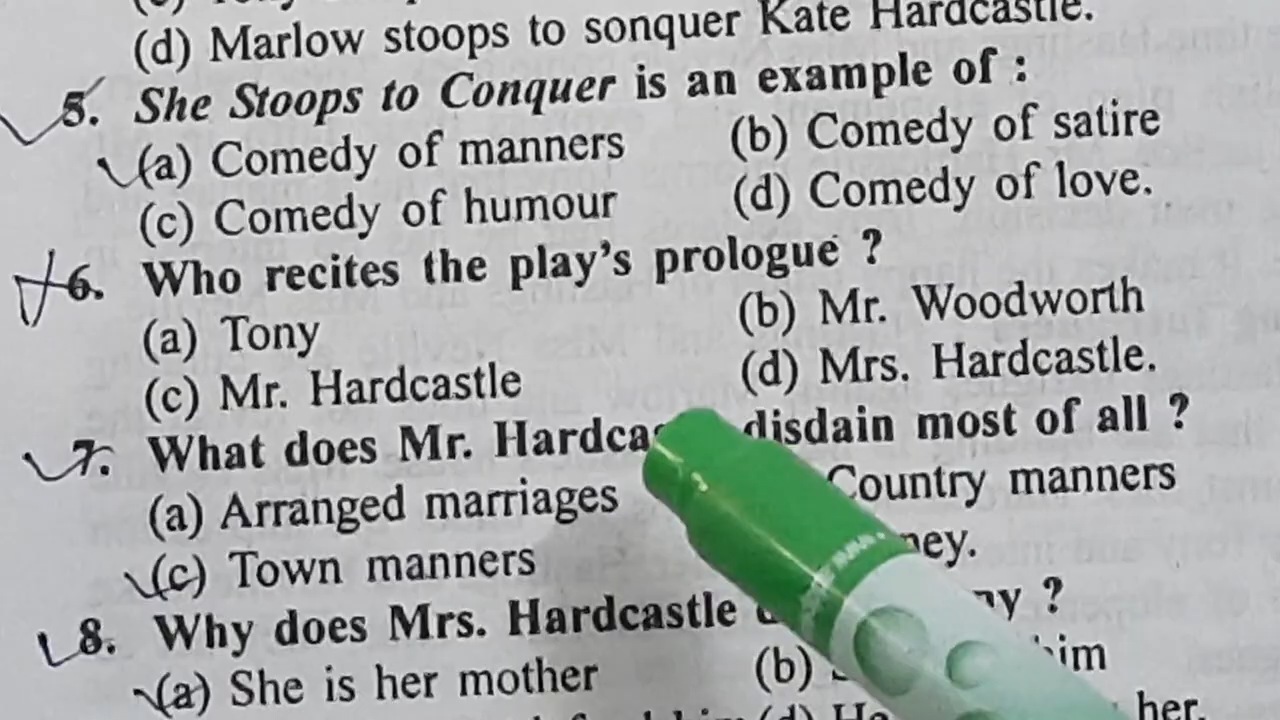 (d) Marlow stoops to sonquer Kate Hardcastle.
5. She Stoops to Conquer is an example of :
(a) Comedy of manners (b) Comedy of satire
(c) Comedy of humour (d) Comedy of love.
6. Who recites the play's prologue ?
(a) Tony (b) Mr. Woodworth
(c) Mr. Hardcastle (d) Mrs. Hardcastle.
7. What does Mr. disdain most of all ?
(a) Arranged marriages Country manners
(c) Town manners
8. Why does Mrs. Hardcastle ?
(a) She is her mother (b)
(d) her